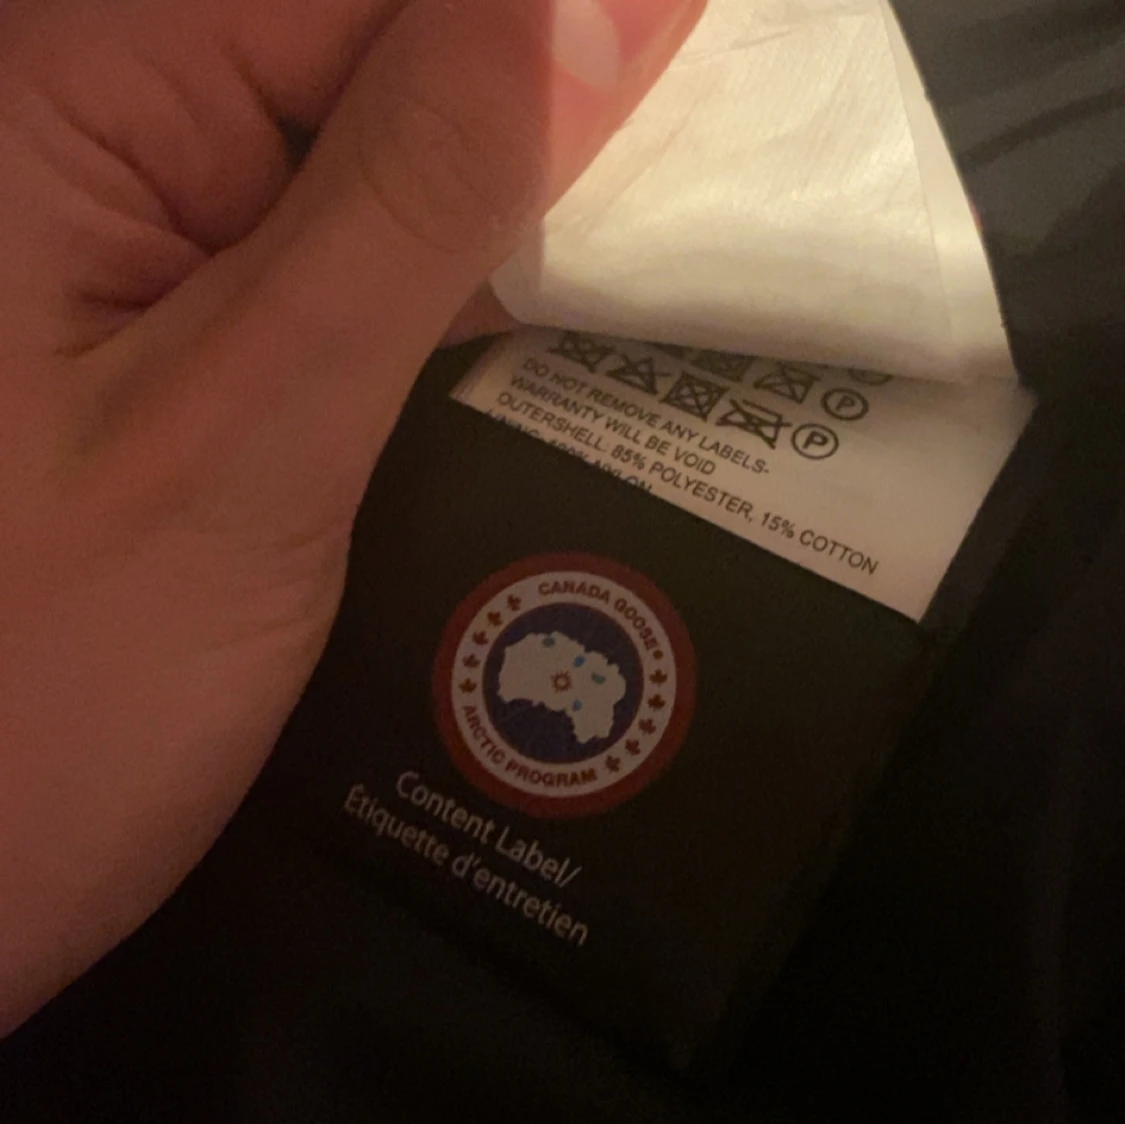 DO NOT REMOVE ANY LABELS-
WARRANTY WILL BE VOID
OUTERSHELL: 85% POLYESTER, 15% COTTON
P
P
CANADA GOOSE®
ARCTIC PROGRAM
Content Label/
Étiquette d'entretien